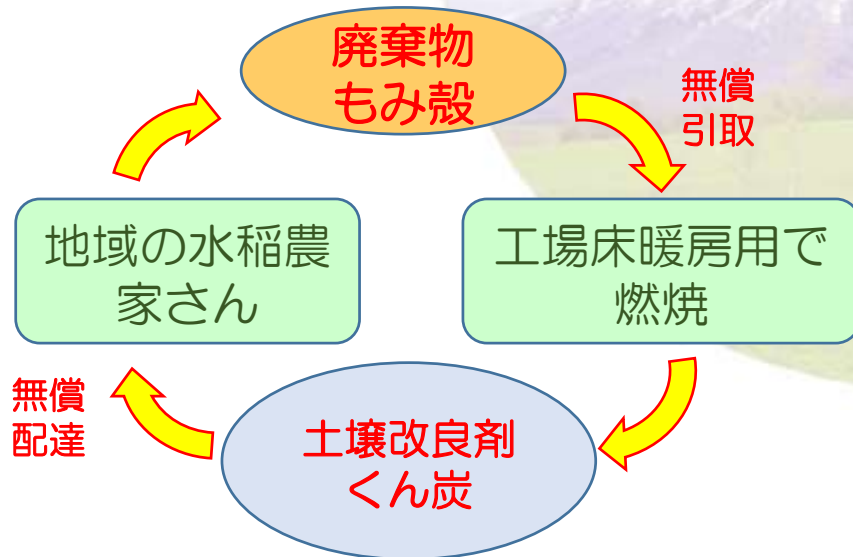 廃棄物
もみ殻
無償
引取
地域の水稲農
家さん
工場床暖房用で
燃焼
無償
配達
土壌改良剤
くん炭